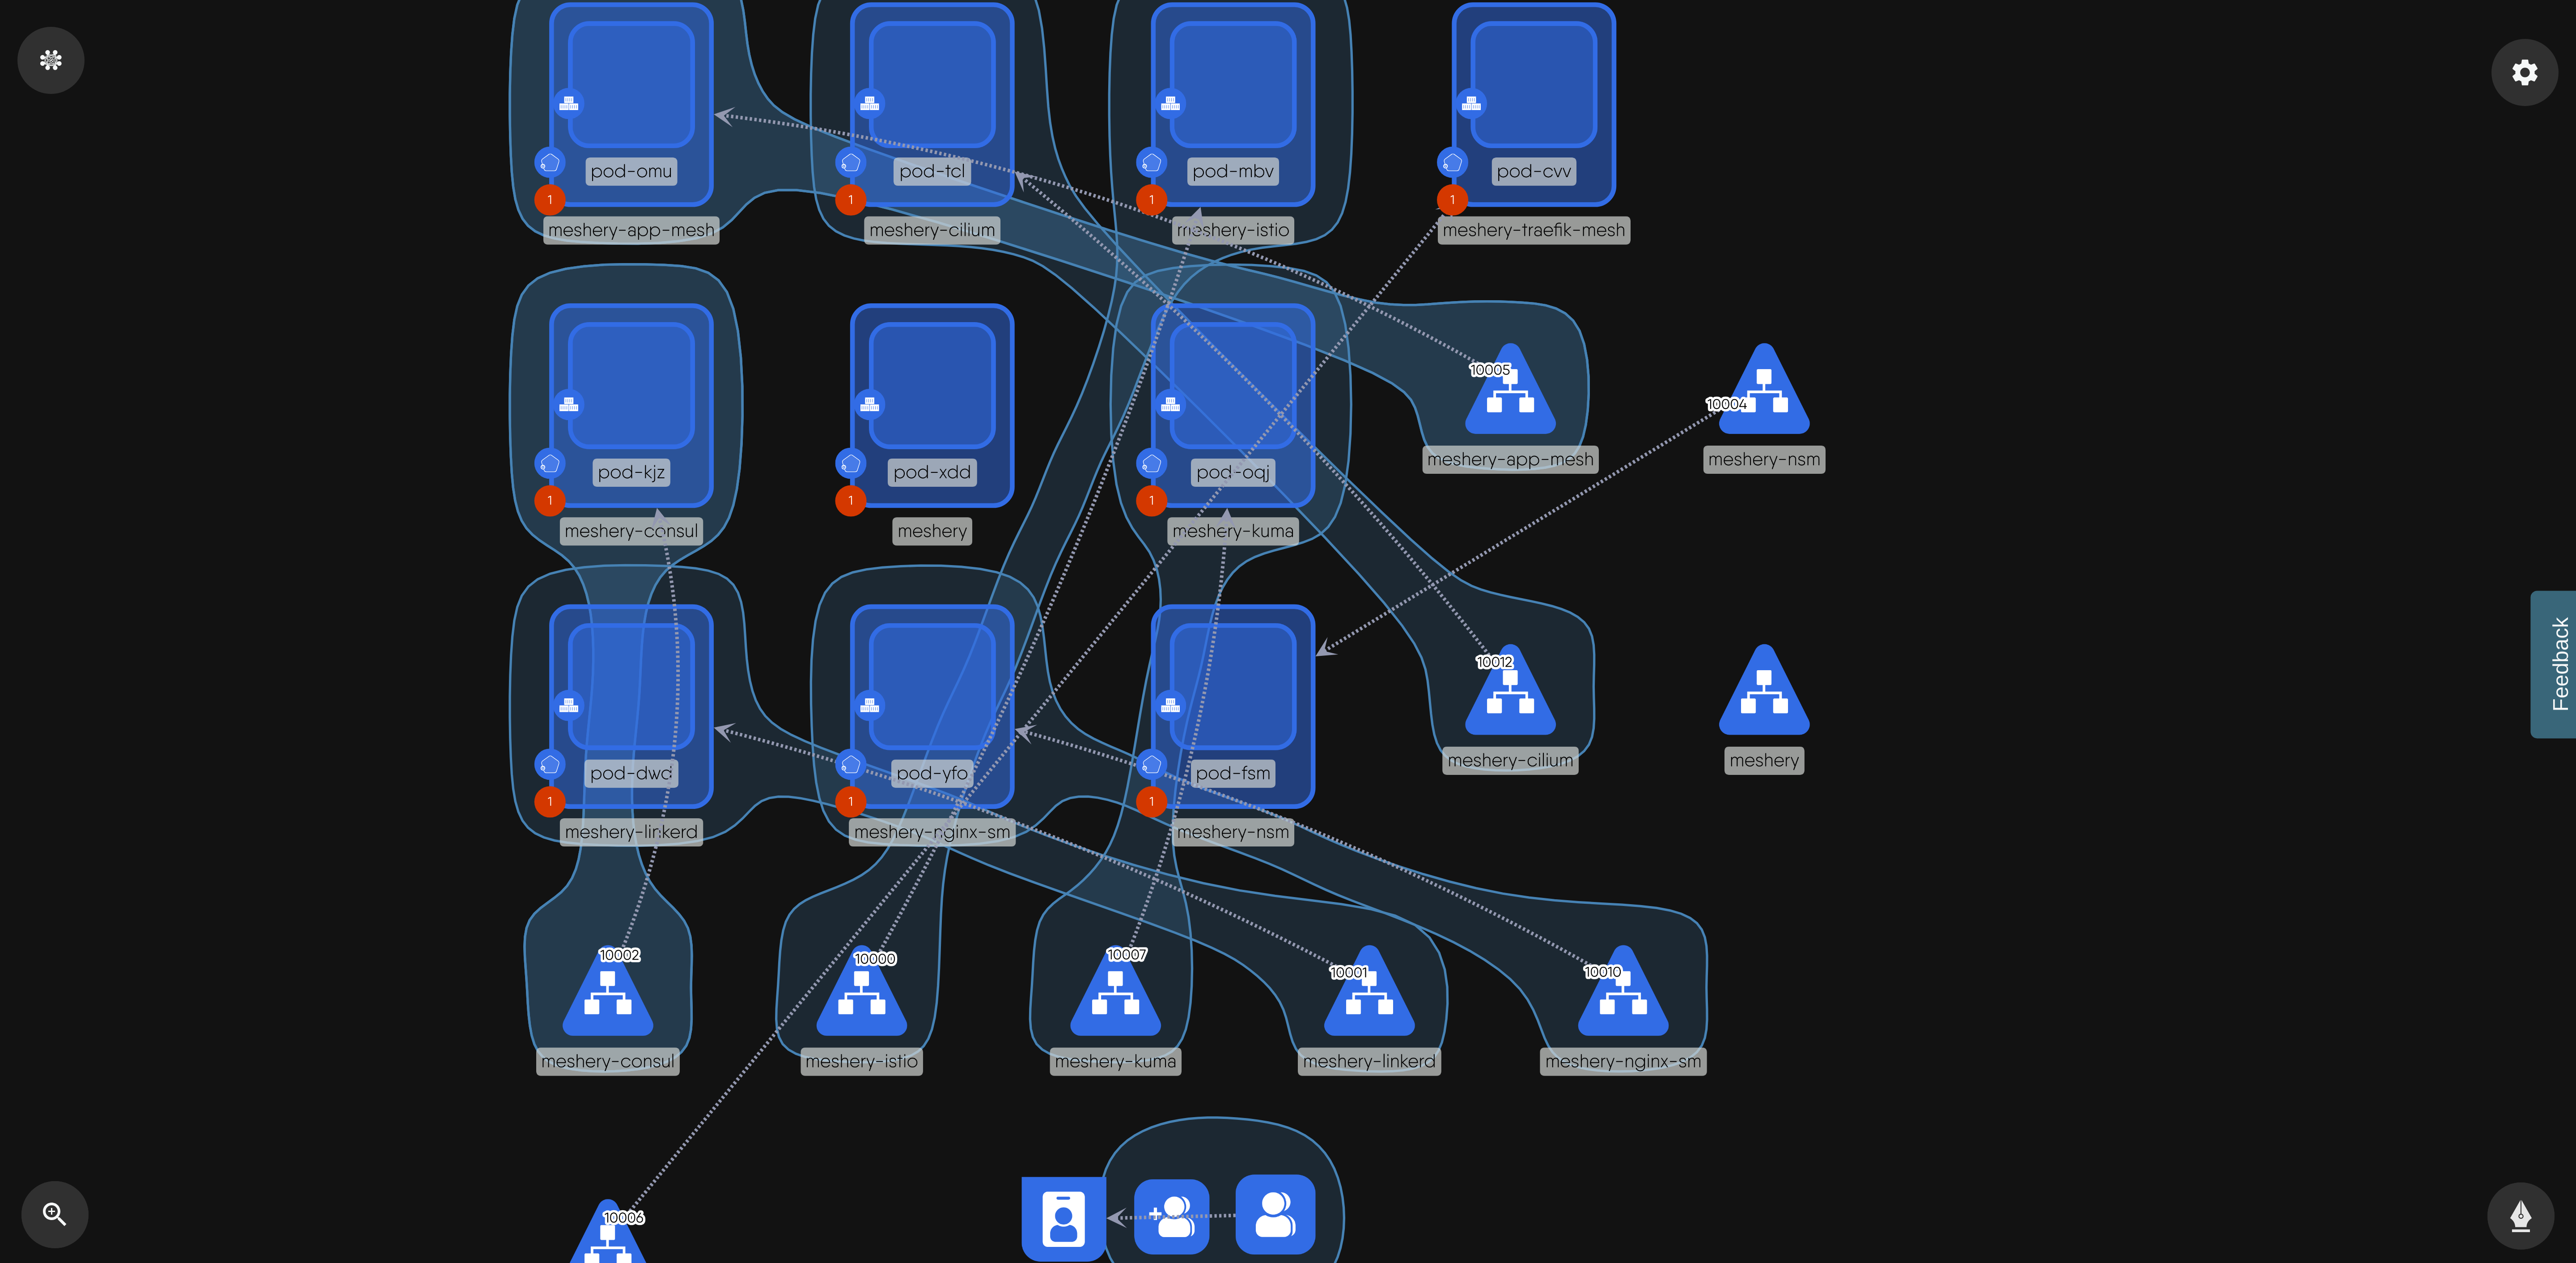 pod-omu
pod-tcl
pod-mbv
pod-cvv
1
1
1
1
meshery-app-mesh
meshery-cilium
meshery-istio
meshery-traefik-mesh
10005
10004
pod-kjz
pod-xdd
pod-oqj
meshery-app-mesh
meshery-nsm
1
1
1
meshery-consul
meshery
meshery-kuma
Feedback
10012
pod-yfo
pod-fsm
meshery-cilium
meshery
1
1
1
meshery-linkerd
meshery-nginx-sm
meshery-nsm
10002
10000
10007
10001
10010
meshery-consul
meshery-istio
meshery-kuma
meshery-linkerd
meshery-nginx-sm
10006